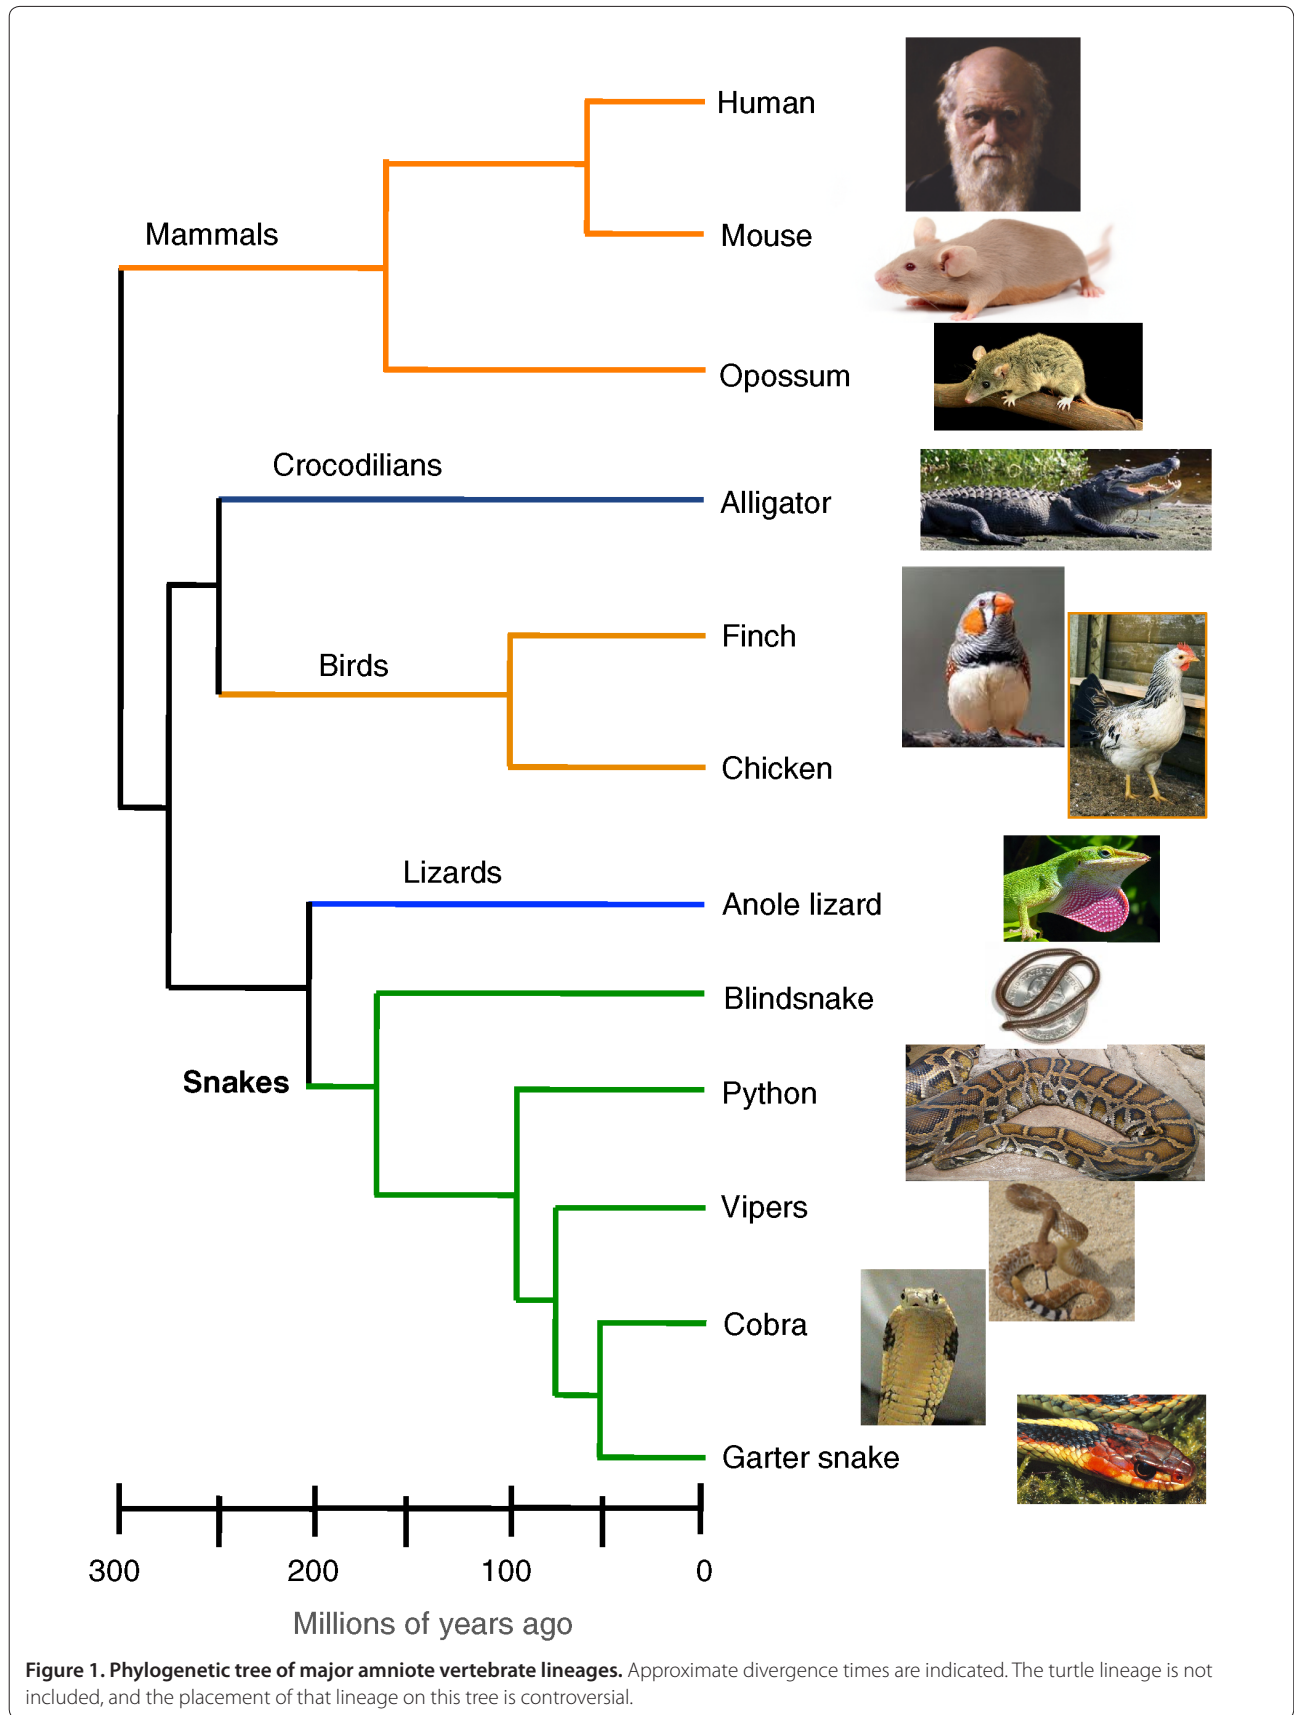 Human
Mammals
Mouse
Opossum
Crocodilians
Alligator
Finch
Birds
Chicken
Lizards
Anole lizard
Blindsnake
Snakes
Python
Vipers
Cobra
Garter snake
300 200 100 0
Millions of years ago
Figure 1. Phylogenetic tree of major amniote vertebrate lineages. Approximate divergence times are indicated. The turtle lineage is not
included, and the placement of that lineage on this tree is controversial.